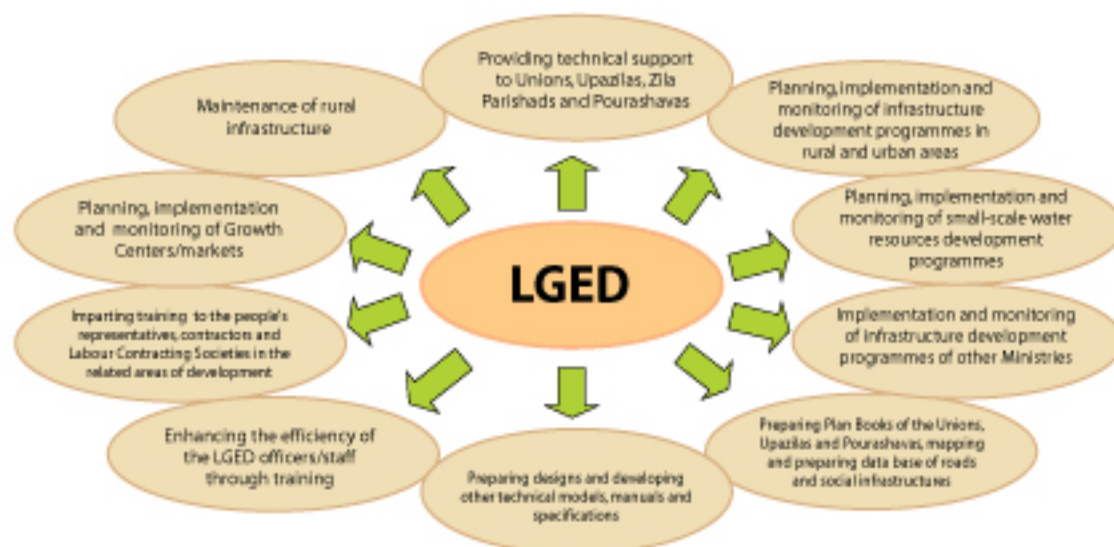 Providing technical support
to Unions, Upazilas, Zila
Parishads and Pourashavas
Maintenance of rural
infrastructure
Planning, implementation and
monitoring of infrastructure
development programmes in
rural and urban areas
Planning, implementation
and monitoring of Growth
Centers/markets
Planning, implementation and
monitoring of small-scale water
resources development
programmes
LGED
Imparting training to the people's
representatives, contractors and
Labour Contracting Societies in the
related areas of development
Implementation and monitoring
of infrastructure development
programmes of other Ministries
Enhancing the efficiency of
the LGED officers/staff
through training
Preparing designs and developing
other technical models, manuals and
specifications
Preparing Plan Books of the Unions,
Upazilas and Pourashavas, mapping
and preparing data base of roads
and social infrastructures